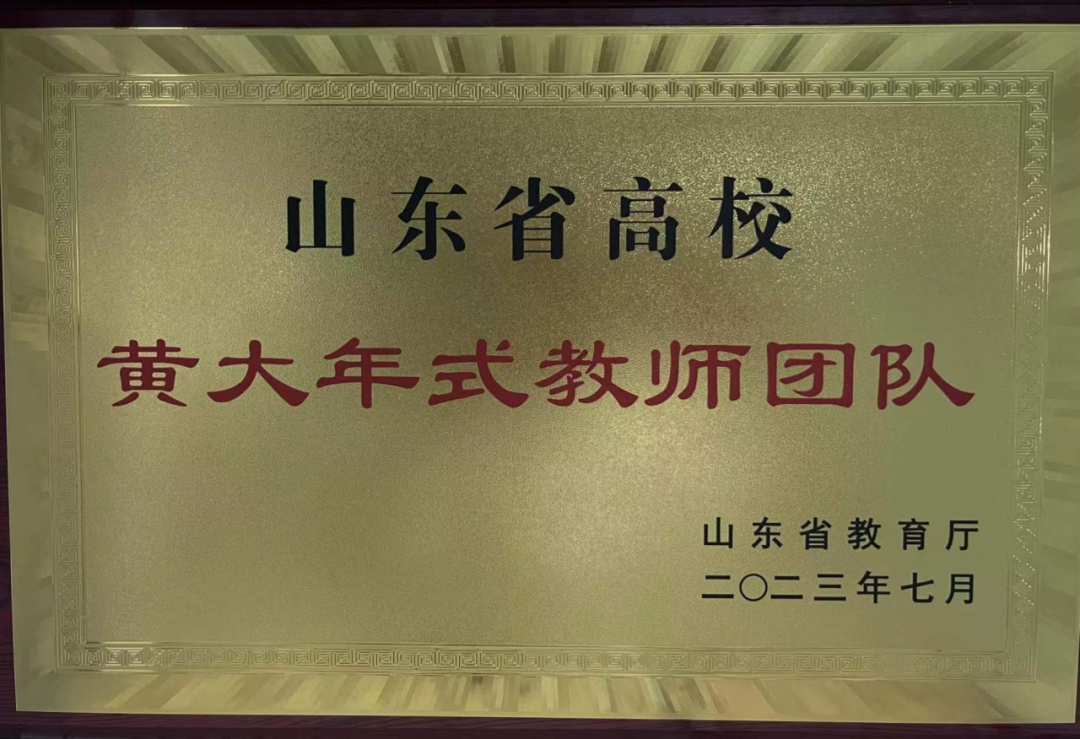 山东省高校
黄大年式教师团队
山东省教育厅
二〇二三年七月